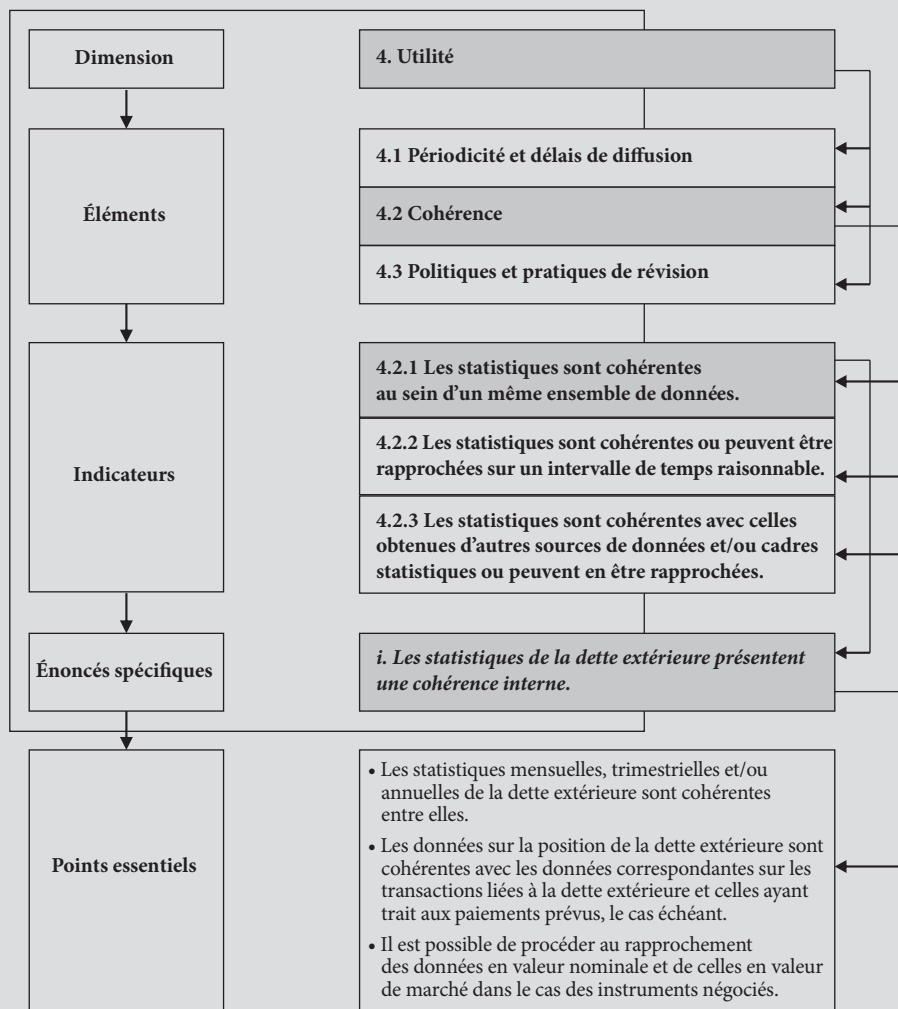 Dimension
4. Utilité
Éléments
4.1 Périodicité et délais de diffusion
4.2 Cohérence
4.3 Politiques et pratiques de révision
Indicateurs
4.2.1 Les statistiques sont cohérentes
au sein d'un même ensemble de données.
4.2.2 Les statistiques sont cohérentes ou peuvent être
rapprochées sur un intervalle de temps raisonnable.
4.2.3 Les statistiques sont cohérentes avec celles
obtenues d'autres sources de données et/ou cadres
statistiques ou peuvent en être rapprochées.
Énoncés spécifiques
i. Les statistiques de la dette extérieure présentent
une cohérence interne.
Points essentiels
• Les statistiques mensuelles, trimestrielles et/ou
annuelles de la dette extérieure sont cohérentes
entre elles.
• Les données sur la position de la dette extérieure sont
cohérentes avec les données correspondantes sur les
transactions liées à la dette extérieure et celles ayant
trait aux paiements prévus, le cas échéant.
• Il est possible de procéder au rapprochement
des données en valeur nominale et de celles en valeur
de marché dans le cas des instruments négociés.